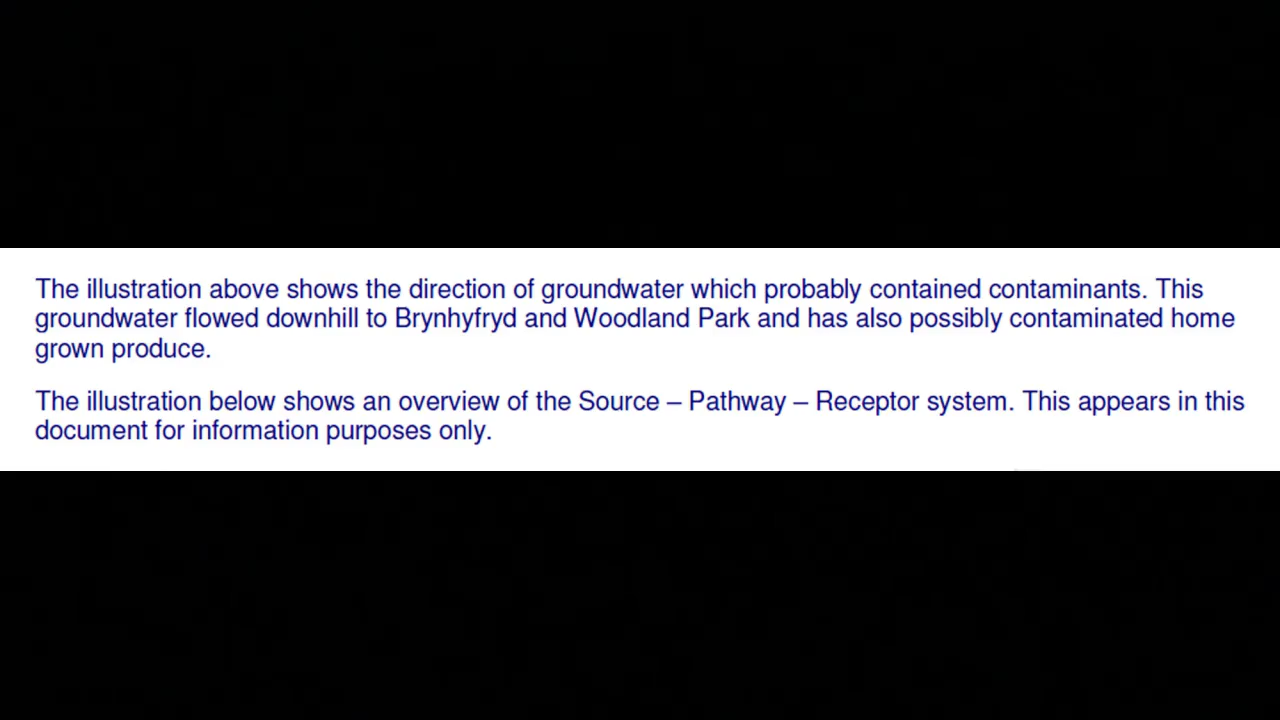 The illustration above shows the direction of groundwater which probably contained contaminants. This
groundwater flowed downhill to Brynhyfryd and Woodland Park and has also possibly contaminated home
grown produce.
The illustration below shows an overview of the Source – Pathway – Receptor system. This appears in this
document for information purposes only.